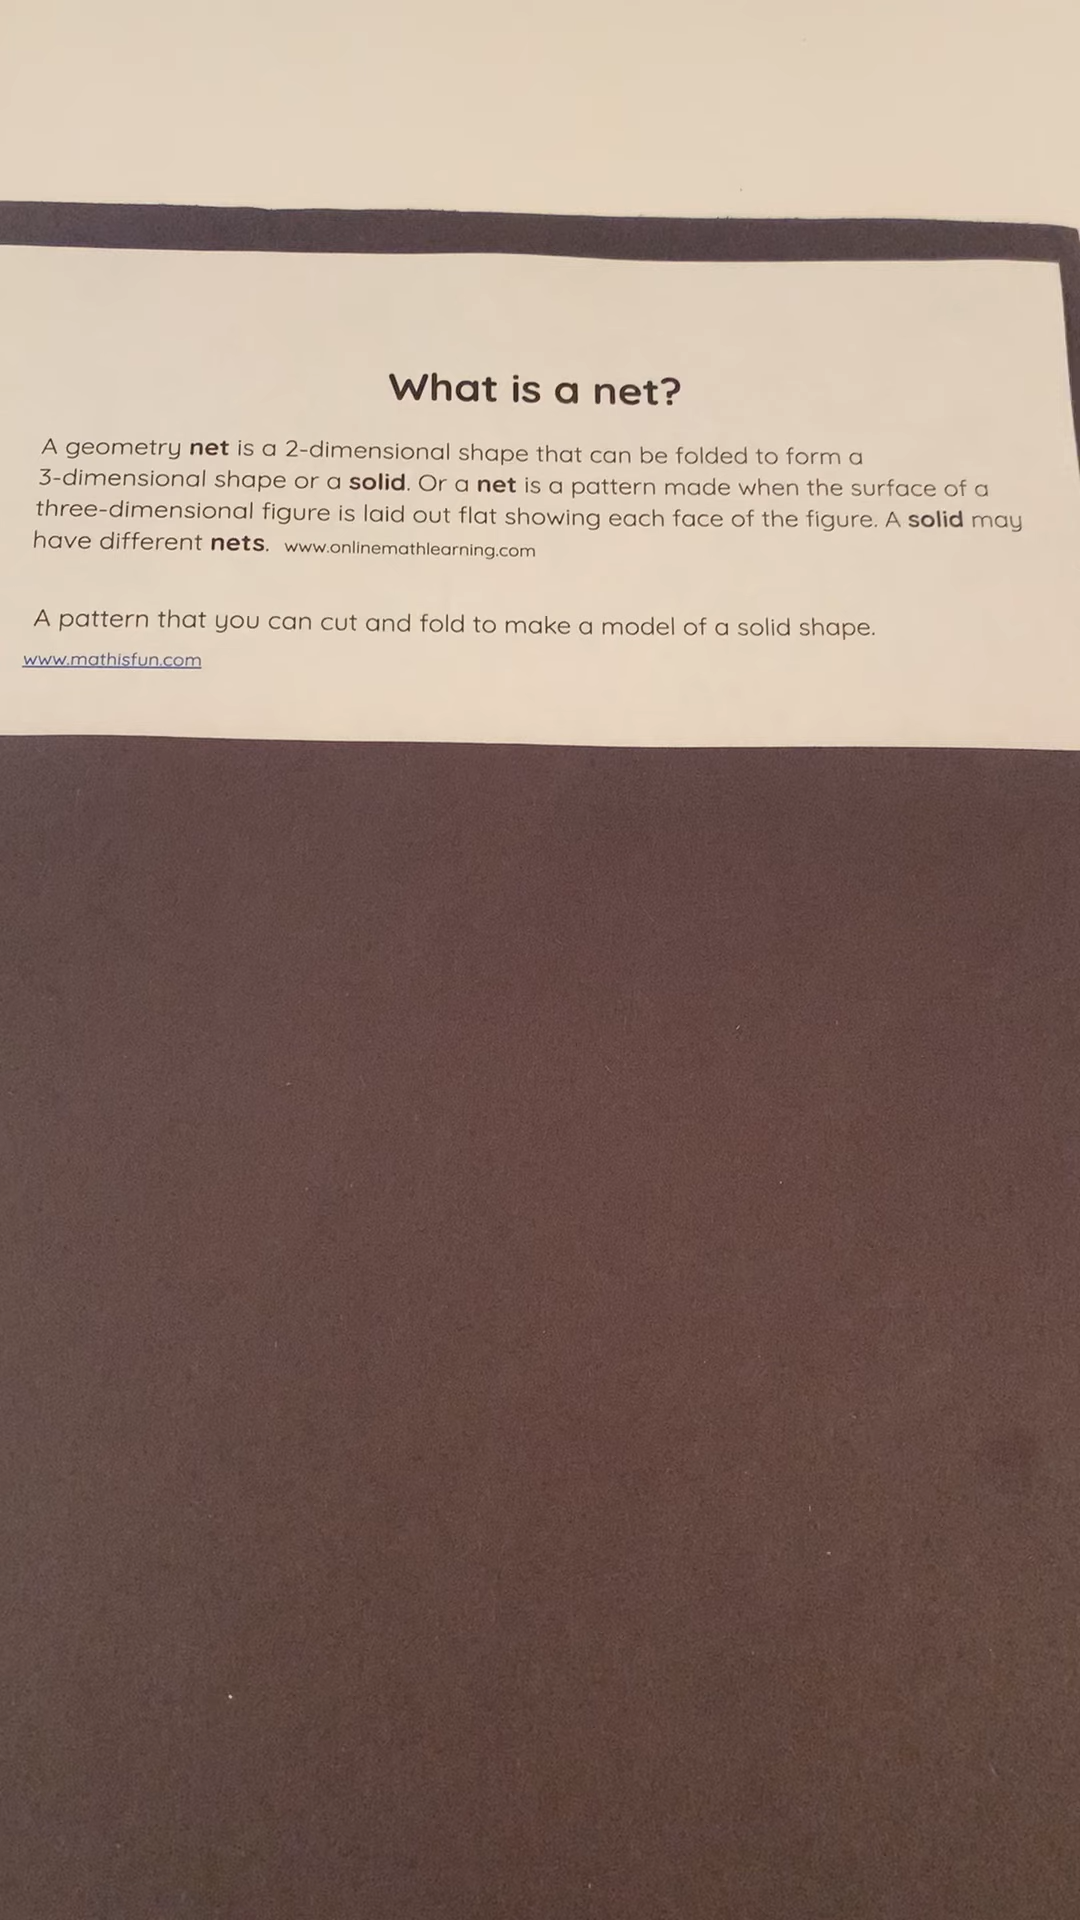 What is a net?
A geometry net is a 2-dimensional shape that can be folded to form a
3-dimensional shape or a solid. Or a net is a pattern made when the surface of a
three-dimensional figure is laid out flat showing each face of the figure. A solid may
have different nets. www.onlinemathlearning.com
A pattern that you can cut and fold to make a model of a solid shape.
www.mathisfun.com